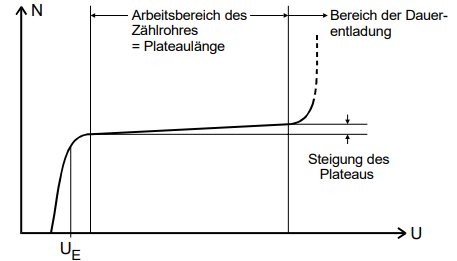 N
Arbeitsbereich des
Zählrohres
= Plateaulänge
Bereich der Dauer-
entladung
Steigung des
Plateaus
U
UE